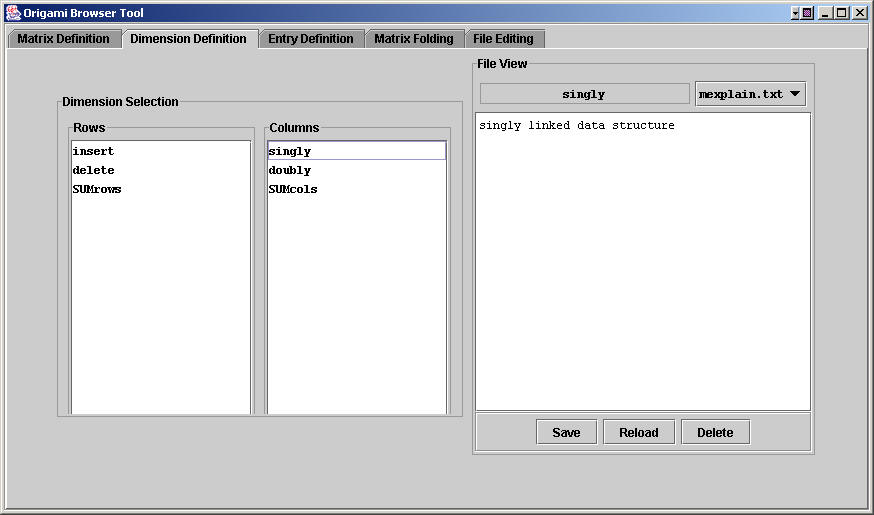 Origami Browser Tool
Matrix Definition Dimension Definition Entry Definition Matrix Folding File Editing
Dimension Selection
Rows
insert
delete
SUMrows
Columns
singly
doubly
SUMcols
File View
singly mexplain.txt
singly linked data structure
Save Reload Delete